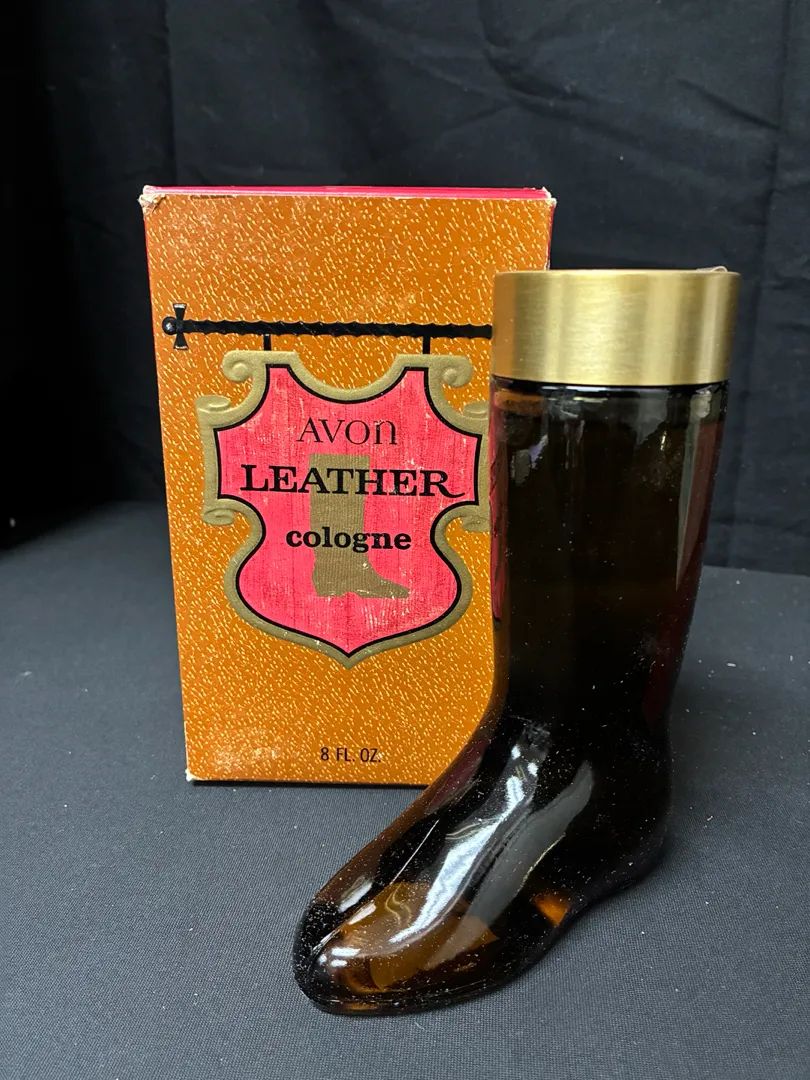 AVON
LEATHER
cologne
8 FL. OZ.